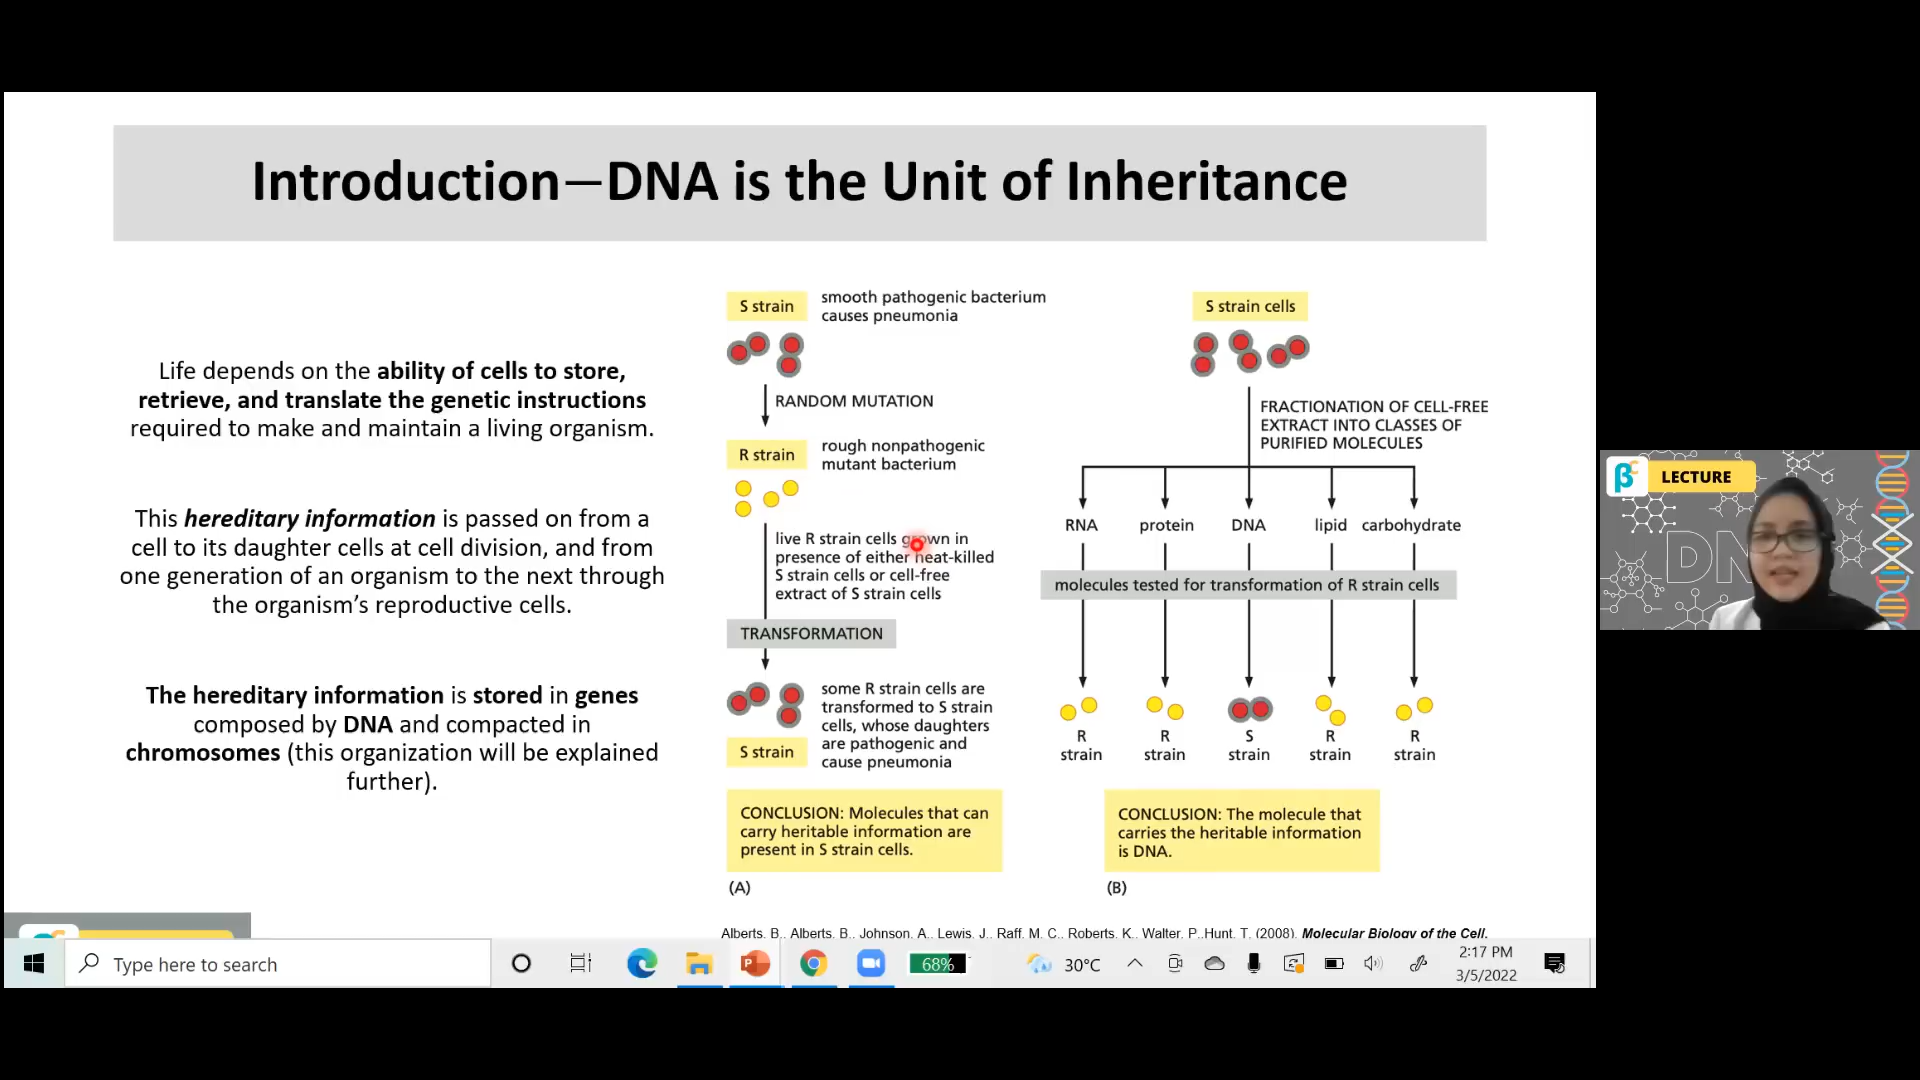 Introduction—DNA is the Unit of Inheritance
Life depends on the ability of cells to store,
retrieve, and translate the genetic instructions
required to make and maintain a living organism.
This hereditary information is passed on from a
cell to its daughter cells at cell division, and from
one generation of an organism to the next through
the organism's reproductive cells.
The hereditary information is stored in genes
composed by DNA and compacted in
chromosomes (this organization will be explained
further).
S strain
smooth pathogenic bacterium
causes pneumonia
RANDOM MUTATION
R strain
rough nonpathogenic
mutant bacterium
live R strain cells grown in
presence of either heat-killed
S strain cells or cell-free
extract of S strain cells
TRANSFORMATION
some R strain cells are
transformed to S strain
cells, whose daughters
are pathogenic and
cause pneumonia
S strain
CONCLUSION: Molecules that can
carry heritable information are
present in S strain cells.
(A)
S strain cells
FRACTIONATION OF CELL-FREE
EXTRACT INTO CLASSES OF
PURIFIED MOLECULES
RNA protein DNA lipid carbohydrate
molecules tested for transformation of R strain cells
R R S R R
strain strain strain strain strain
CONCLUSION: The molecule that
carries the heritable information
is DNA.
(B)
Alberts, B., Alberts, B., Johnson, A., Lewis, J., Raff, M. C., Roberts, K., Walter, P.,Hunt, T. (2008). Molecular Biology of the Cell.
Type here to search
68%
30°C
2:17 PM
3/5/2022
βc LECTURE
DN